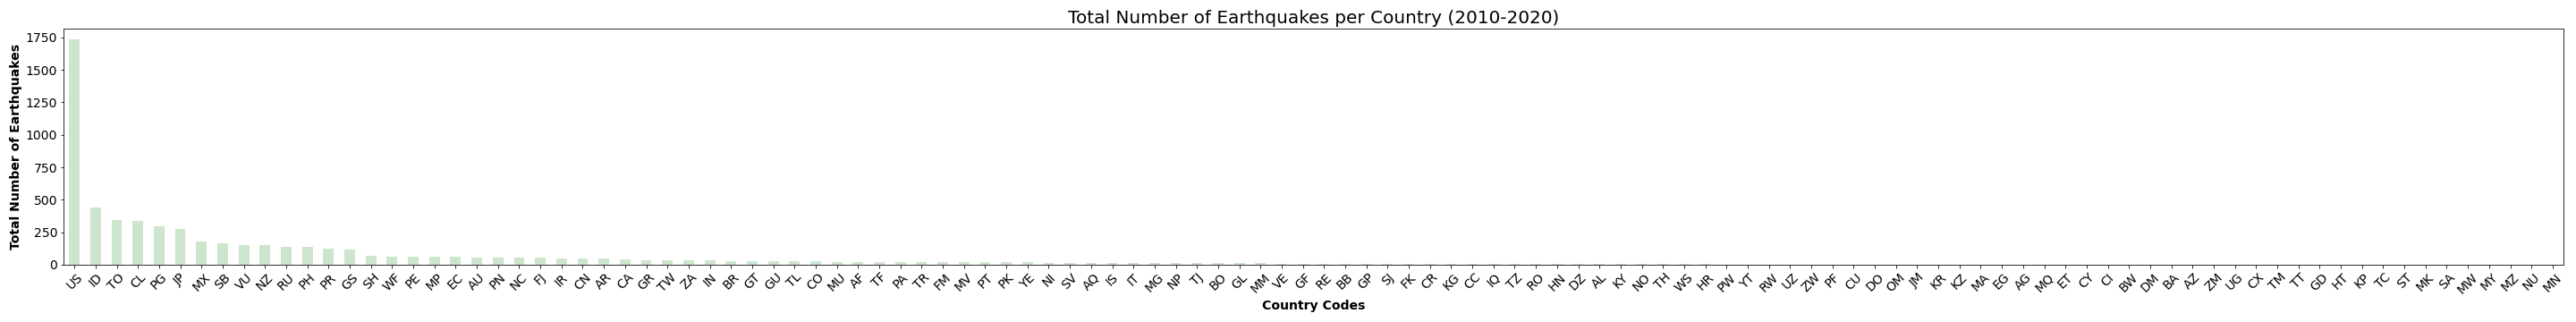 Total Number of Earthquakes per Country (2010-2020)
Total Number of Earthquakes
1750
1500
1250
1000
750
500
250
0
US ID TO CL PG JP MX SB VU NZ RU PH PR GS SH WF PE MP EC AU PN NC FJ IR CN AR CA GR TW ZA IN BR GT GU TL CO MU AF TF PA TR FM MV PT PK YE NI SV AQ IS IT MG NP TJ BO GL MM VE GF RE BB GP SJ FK CR KG CC IQ TZ RO HN DZ AL KY NO TH WS HR PW YT RW UZ ZW PF CU DO OM JM KR KZ MA EG AG MQ ET CY CI BW DM BA AZ ZM UG CX TM TT GD HT KP TC ST MK SA MW MY MZ NU MN
Country Codes